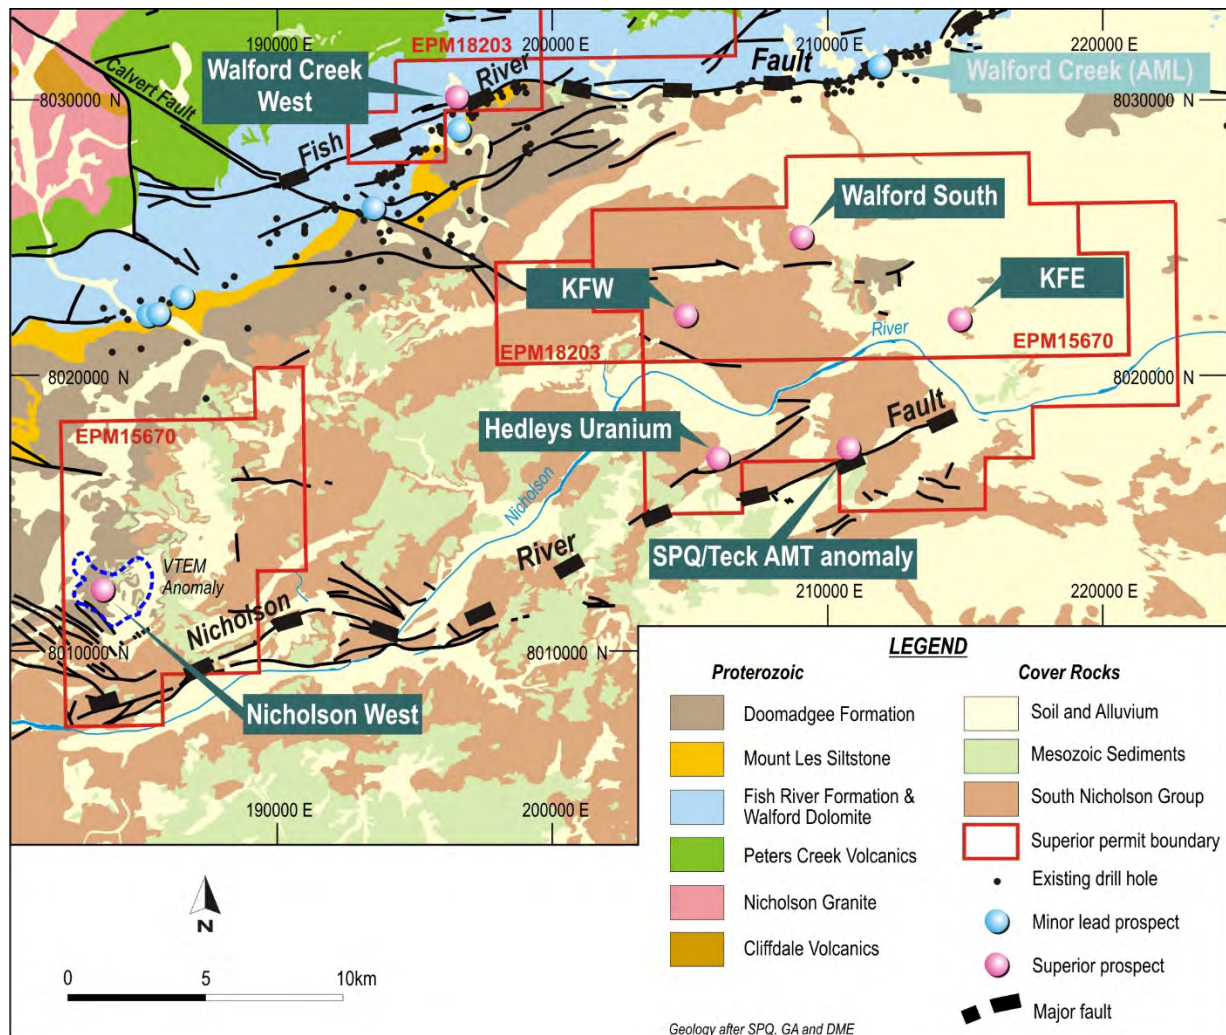 190000 E
200000 E
210000 E
220000 E
EPM18203
Walford Creek
West
River
Fault
Walford Creek (AML)
Calvert Fault
8030000 N
8030000 N
Fish
Walford South
KFW
KFE
River
EPM18203
EPM15670
8020000 N
8020000 N
EPM15670
Hedleys Uranium
Fault
Nicholson
SPQ/Teck AMT anomaly
River
VTEM
Anomaly
Nicholson
210000 E
220000 E
8010000 N
8010000 N
Nicholson West
190000 E
200000 E
LEGEND
Proterozoic
Doomadgee Formation
Mount Les Siltstone
Fish River Formation &
Walford Dolomite
Peters Creek Volcanics
Nicholson Granite
Cliffdale Volcanics
Cover Rocks
Soil and Alluvium
Mesozoic Sediments
South Nicholson Group
Superior permit boundary
Existing drill hole
Minor lead prospect
Superior prospect
Major fault
N
0 5 10km
Geology after SPQ, GA and DME